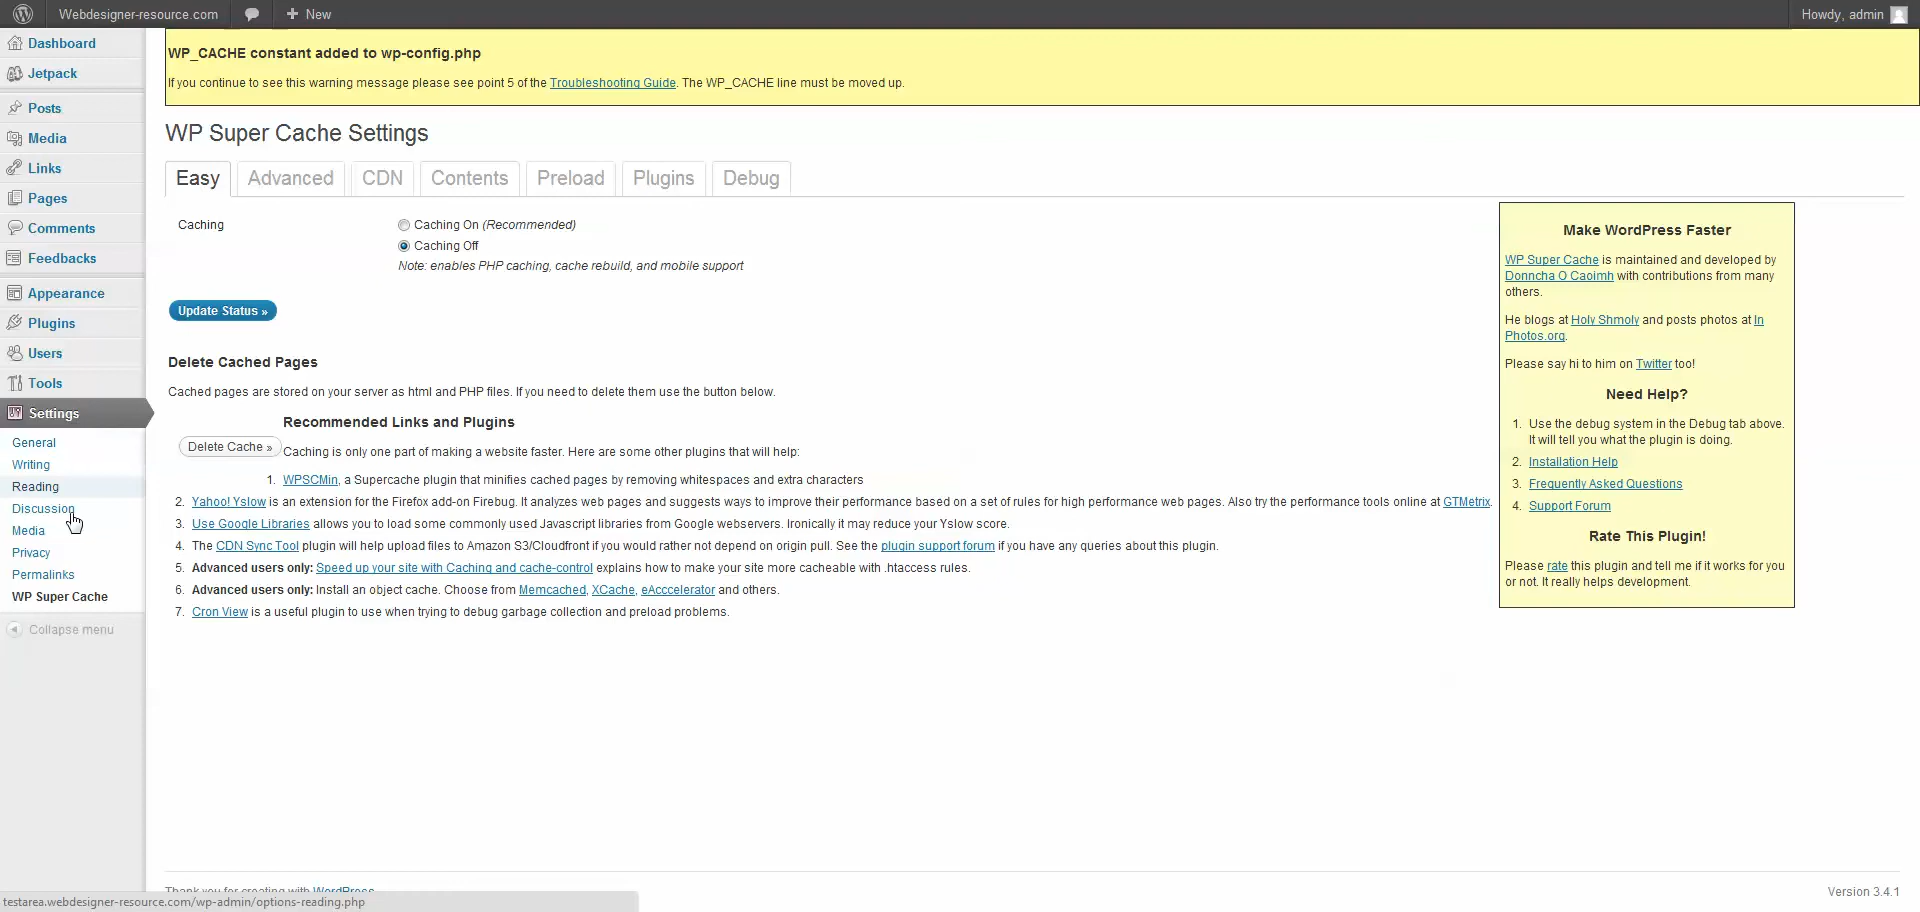 Webdesigner-resource.com
New
Howdy, admin
Dashboard
Jetpack
Posts
Media
Links
Pages
Comments
Feedbacks
Appearance
Plugins
Users
Tools
Settings
General
Writing
Reading
Discussion
Media
Privacy
Permalinks
WP Super Cache
Collapse menu
WP_CACHE constant added to wp-config.php
If you continue to see this warning message please see point 5 of the Troubleshooting Guide. The WP_CACHE line must be moved up.
WP Super Cache Settings
Easy Advanced CDN Contents Preload Plugins Debug
Caching
Caching On (Recommended)
Caching Off
Note: enables PHP caching, cache rebuild, and mobile support
Update Status »
Delete Cached Pages
Cached pages are stored on your server as html and PHP files. If you need to delete them use the button below.
Recommended Links and Plugins
Delete Cache »
Caching is only one part of making a website faster. Here are some other plugins that will help:
1. WPSCMin, a Supercache plugin that minifies cached pages by removing whitespaces and extra characters
2. Yahoo! Yslow is an extension for the Firefox add-on Firebug. It analyzes web pages and suggests ways to improve their performance based on a set of rules for high performance web pages. Also try the performance tools online at GTMetrix.
3. Use Google Libraries allows you to load some commonly used Javascript libraries from Google webservers. Ironically it may reduce your Yslow score.
4. The CDN Sync Tool plugin will help upload files to Amazon S3/Cloudfront if you would rather not depend on origin pull. See the plugin support forum if you have any queries about this plugin.
5. Advanced users only: Speed up your site with Caching and cache-control explains how to make your site more cacheable with .htaccess rules.
6. Advanced users only: Install an object cache. Choose from Memcached, XCache, eAcccelerator and others.
7. Cron View is a useful plugin to use when trying to debug garbage collection and preload problems.
Make WordPress Faster
WP Super Cache is maintained and developed by
Donncha O Caoimh with contributions from many
others.
He blogs at Holy Shmoly and posts photos at In
Photos.org.
Please say hi to him on Twitter too!
Need Help?
1. Use the debug system in the Debug tab above.
It will tell you what the plugin is doing.
2. Installation Help
3. Frequently Asked Questions
4. Support Forum
Rate This Plugin!
Please rate this plugin and tell me if it works for you
or not. It really helps development.
Thank you for creating with WordPress.
Version 3.4.1
testarea.webdesigner-resource.com/wp-admin/options-reading.php